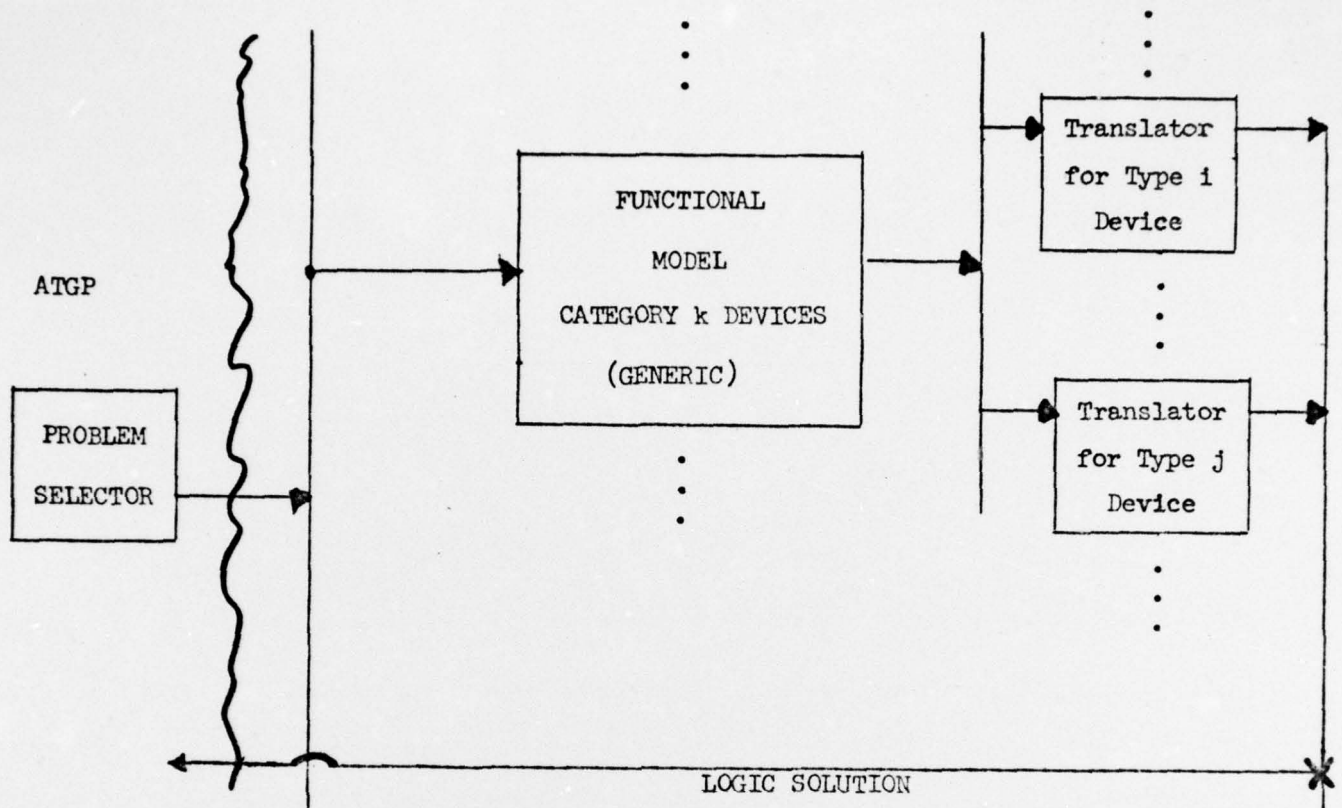 Translator
for Type i
Device
FUNCTIONAL
MODEL
CATEGORY k DEVICES
(GENERIC)
ATGP
PROBLEM
SELECTOR
Translator
for Type j
Device
LOGIC SOLUTION